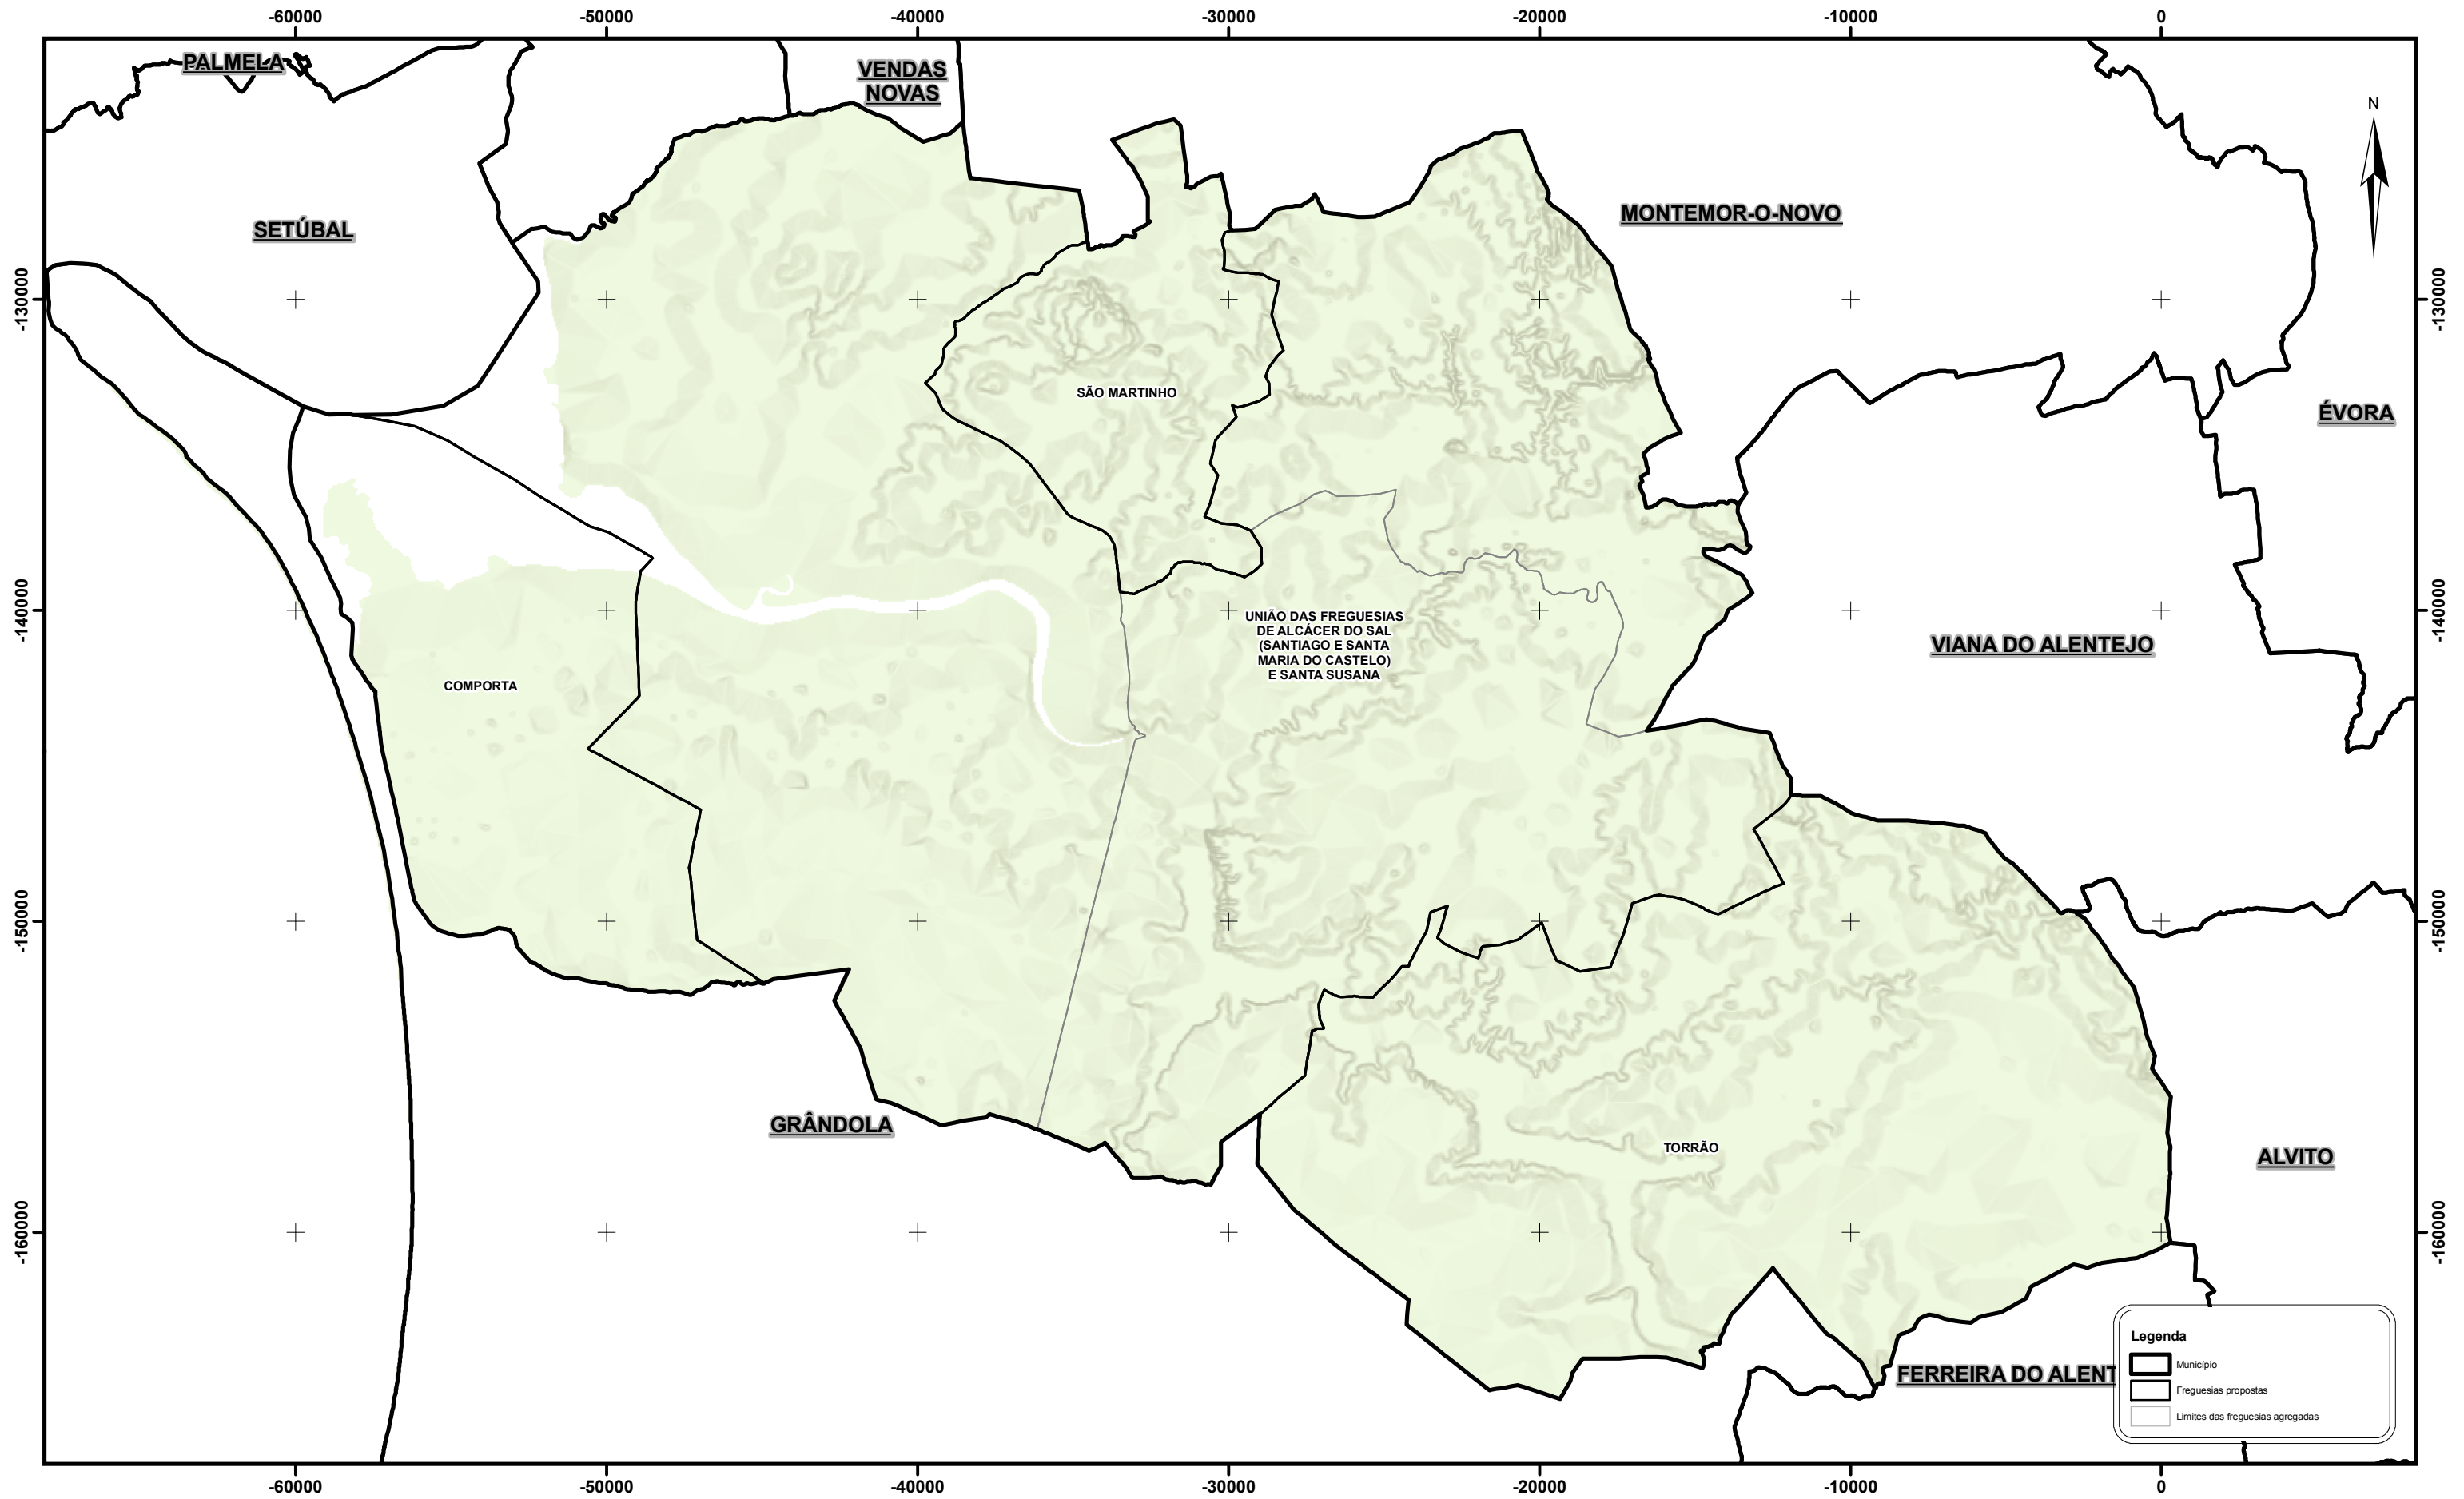 -60000
-50000
-40000
-30000
-20000
-10000
0
PALMELA
VENDAS
NOVAS
N
SETÚBAL
MONTEMOR-O-NOVO
-130000
-130000
SÃO MARTINHO
ÉVORA
-140000
-140000
UNIÃO DAS FREGUESIAS
DE ALCÁCER DO SAL
(SANTIAGO E SANTA
MARIA DO CASTELO)
E SANTA SUSANA
VIANA DO ALENTEJO
COMPORTA
-150000
-150000
GRÂNDOLA
TORRÃO
ALVITO
-160000
-160000
FERREIRA DO ALENT
Legenda
Município
Freguesias propostas
Limites das freguesias agregadas
-60000
-50000
-40000
-30000
-20000
-10000
0